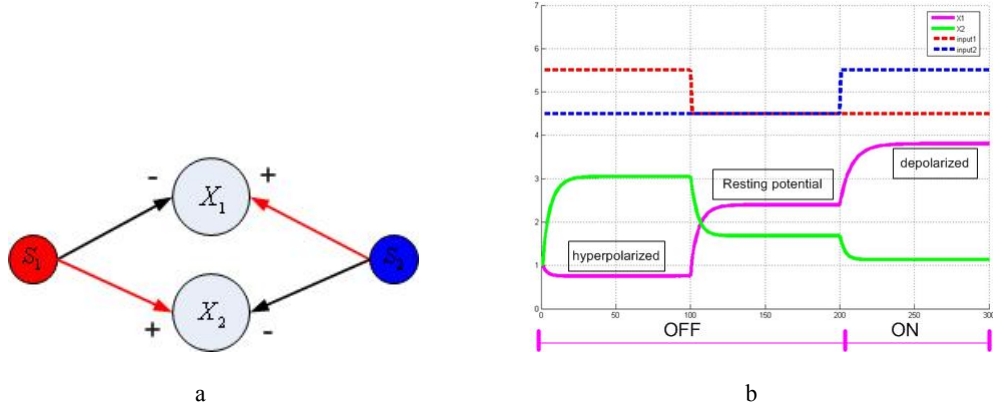 -
+
X₁
S₁
S₂
X₂
+
-
a
7
6
5
4
3
2
1
0
X1
X2
input1
input2
hyperpolarized
Resting potential
depolarized
0 50 100 150 200 250 300
OFF ON
b